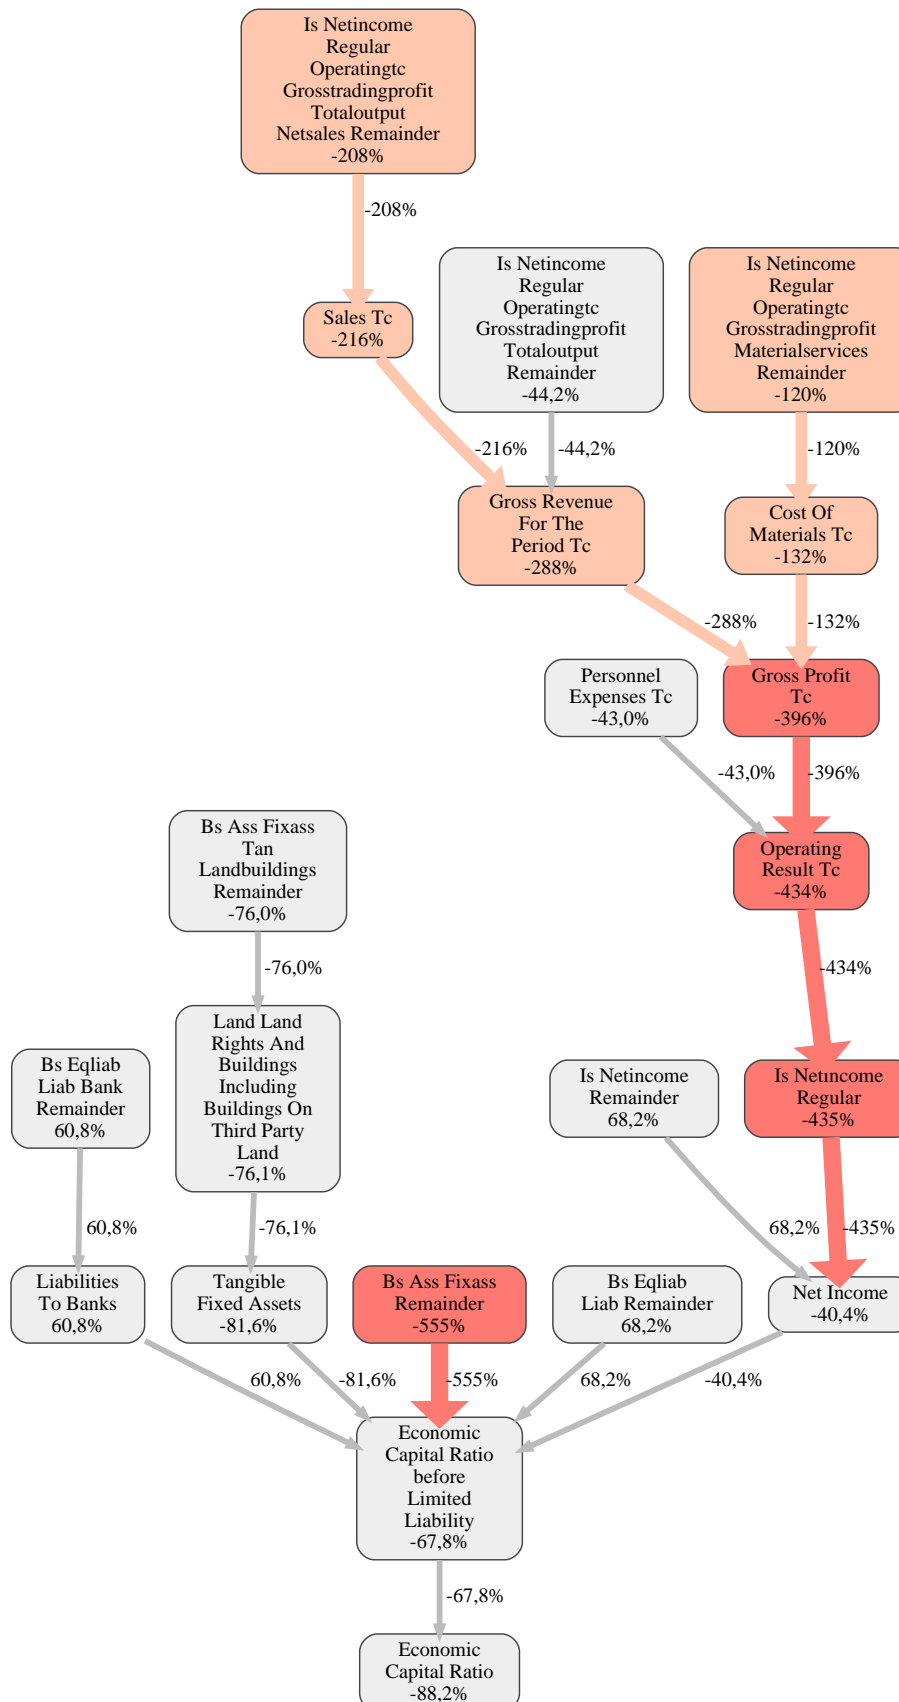 Is Netincome
Regular
Operatingtc
Grosstradingprofit
Totaloutput
Netsales Remainder
-208%
-208%
Is Netincome
Regular
Operatingtc
Grosstradingprofit
Totaloutput
Remainder
-44,2%
Is Netincome
Regular
Operatingtc
Grosstradingprofit
Materialservices
Remainder
-120%
Sales Tc
-216%
-216%
-44,2%
-120%
Gross Revenue
For The
Period Tc
-288%
Cost Of
Materials Tc
-132%
-288%
-132%
Personnel
Expenses Tc
-43,0%
Gross Profit
Tc
-396%
-43,0%
-396%
Bs Ass Fixass
Tan
Landbuildings
Remainder
-76,0%
Operating
Result Tc
-434%
-76,0%
-434%
Land Land
Rights And
Buildings
Including
Buildings On
Third Party
Land
-76,1%
Bs Eqliab
Liab Bank
Remainder
60,8%
Is Netincome
Remainder
68,2%
Is Netincome
Regular
-435%
60,8%
-76,1%
68,2%
-435%
Liabilities
To Banks
60,8%
Tangible
Fixed Assets
-81,6%
Bs Ass Fixass
Remainder
-555%
Bs Eqliab
Liab Remainder
68,2%
Net Income
-40,4%
60,8%
-81,6%
-555%
68,2%
-40,4%
Economic
Capital Ratio
before
Limited
Liability
-67,8%
-67,8%
Economic
Capital Ratio
-88,2%